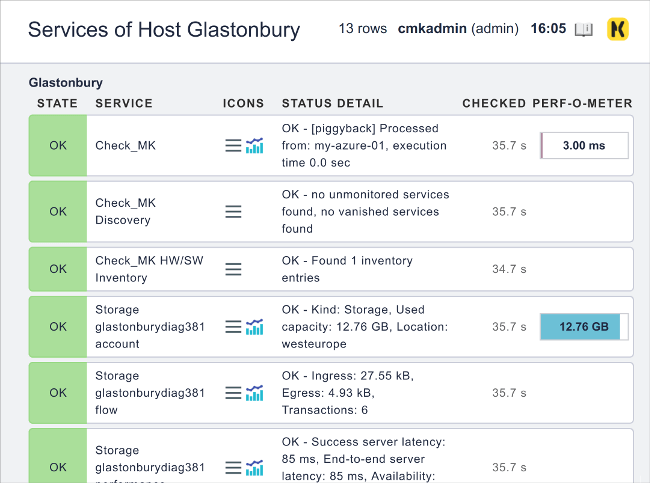 Services of Host Glastonbury 13 rows cmkadmin (admin) 16:05
Glastonbury
STATE SERVICE ICONS STATUS DETAIL CHECKED PERF-O-METER
OK Check_MK OK - [piggyback] Processed
from: my-azure-01, execution
time 0.0 sec
35.7 s 3.00 ms
OK Check_MK
Discovery
OK - no unmonitored services
found, no vanished services
found
35.7 s
OK Check_MK HW/SW
Inventory
OK - Found 1 inventory
entries
34.7 s
OK Storage
glastonburydiag381
account
OK - Kind: Storage, Used
capacity: 12.76 GB, Location:
westeurope
35.7 s 12.76 GB
OK Storage
glastonburydiag381
flow
OK - Ingress: 27.55 kB,
Egress: 4.93 kB,
Transactions: 6
35.7 s
OK Storage
glastonburydiag381
OK - Success server latency:
85 ms, End-to-end server
latency: 85 ms, Availability:
35.7 s